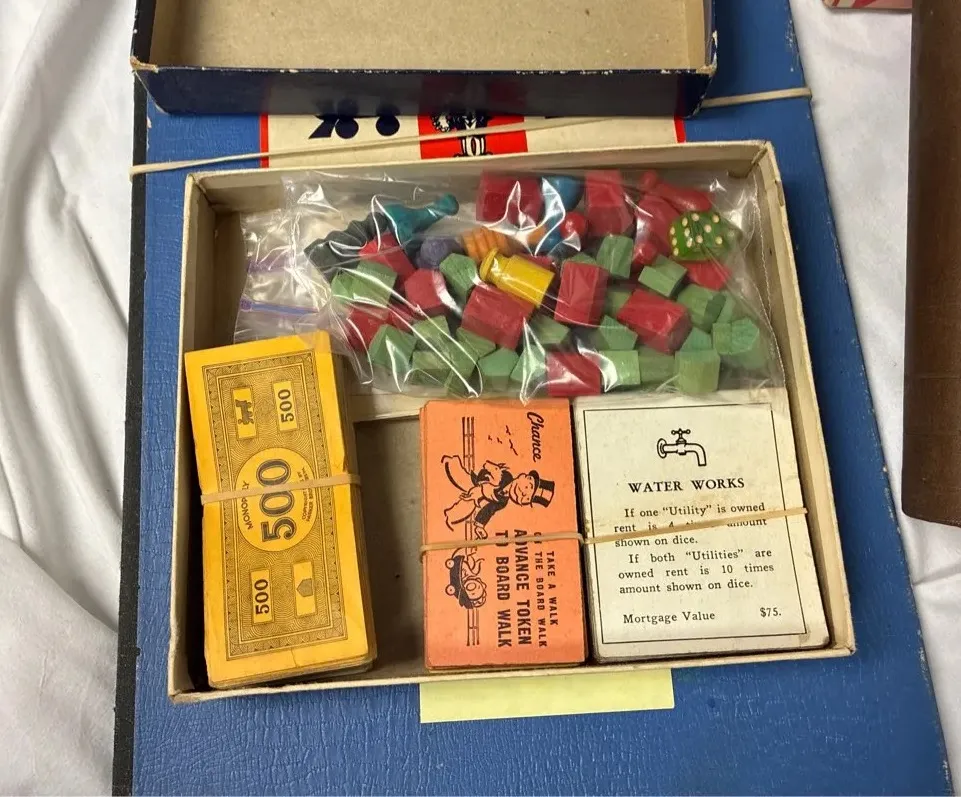 500
500
MONOPOLY
500
Chance
TAKE A WALK
ON THE BOARD WALK
ADVANCE TOKEN
TO BOARD WALK
WATER WORKS
If one "Utility" is owned
rent is 4 amount
shown on dice.
If both "Utilities" are
owned rent is 10 times
amount shown on dice.
Mortgage Value $75.